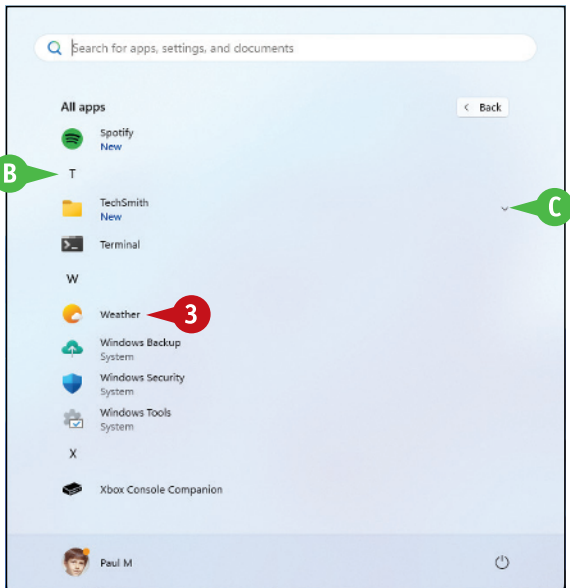 Search for apps, settings, and documents
All apps
< Back
Spotify
New
B
T
TechSmith
New
C
Terminal
W
Weather
3
Windows Backup
System
Windows Security
System
Windows Tools
System
X
Xbox Console Companion
Paul M